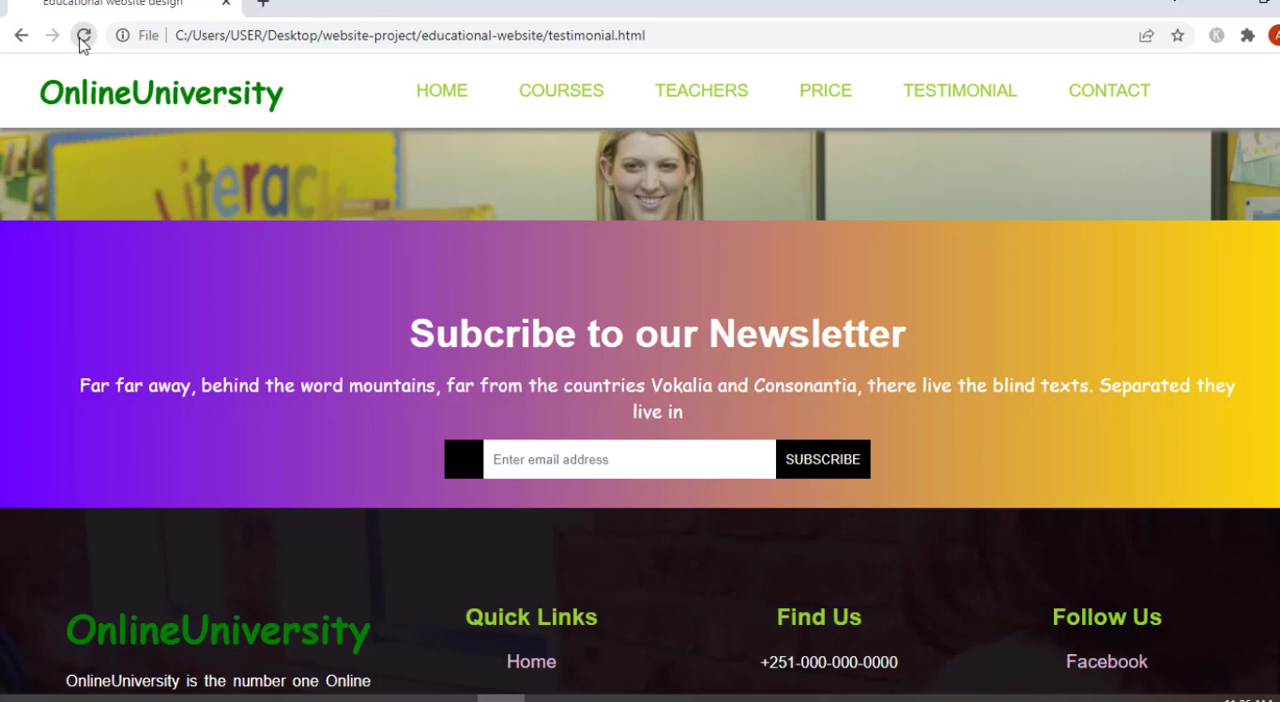 Educational website design
File
C:/Users/USER/Desktop/website-project/educational-website/testimonial.html
OnlineUniversity
HOME COURSES TEACHERS PRICE TESTIMONIAL CONTACT
Literac
Subcribe to our Newsletter
Far far away, behind the word mountains, far from the countries Vokalia and Consonantia, there live the blind texts. Separated they
live in
Enter email address
SUBSCRIBE
OnlineUniversity
OnlineUniversity is the number one Online
Quick Links
Home
Find Us
+251-000-000-0000
Follow Us
Facebook